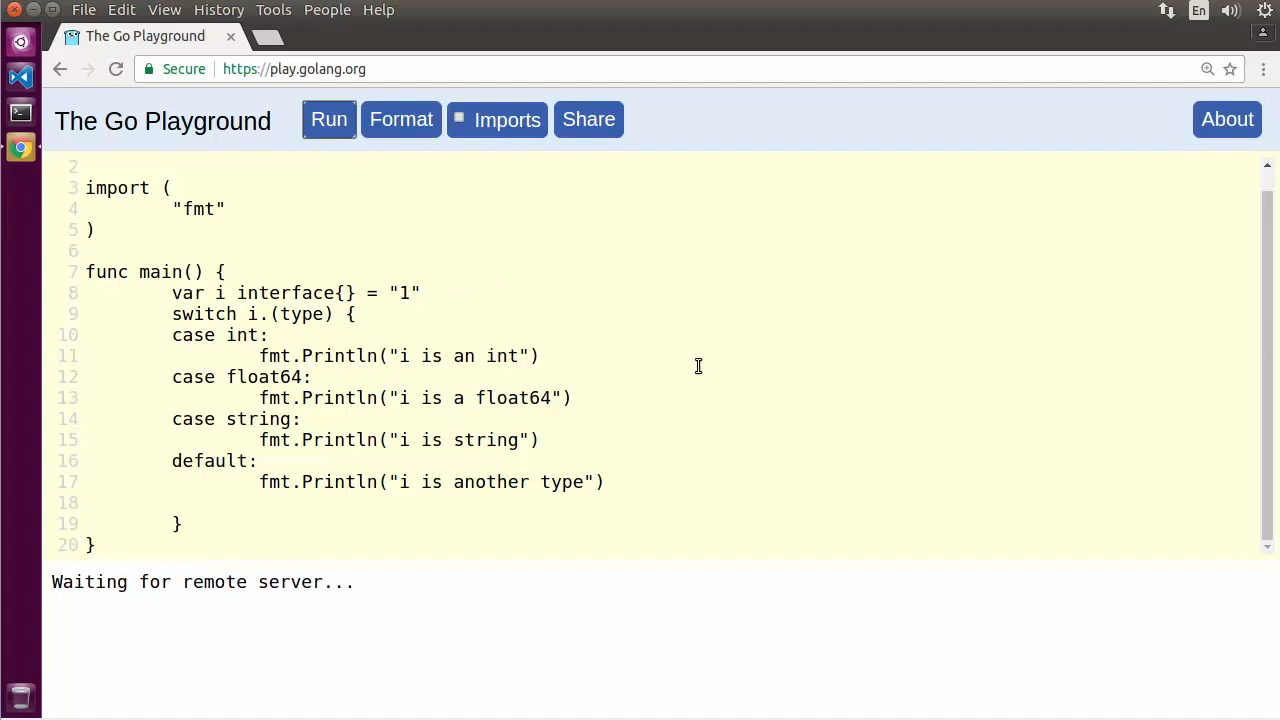 File Edit View History Tools People Help
En
The Go Playground
Secure https://play.golang.org
The Go Playground Run Format Imports Share About
2
3 import (
4 "fmt"
5 )
6
7 func main() {
8 var i interface{} = "1"
9 switch i.(type) {
10 case int:
11 fmt.Println("i is an int")
12 case float64:
13 fmt.Println("i is a float64")
14 case string:
15 fmt.Println("i is string")
16 default:
17 fmt.Println("i is another type")
18
19 }
20 }
Waiting for remote server...